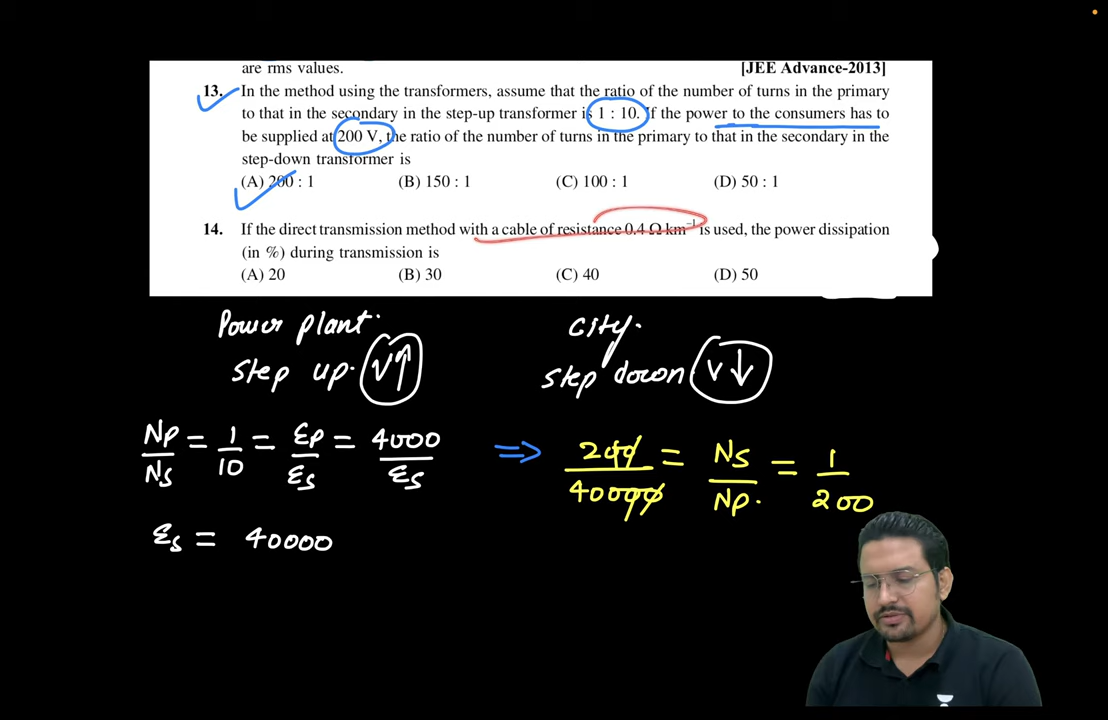 are rms values. [JEE Advance-2013]
13. In the method using the transformers, assume that the ratio of the number of turns in the primary
to that in the secondary in the step-up transformer is 1 : 10. If the power to the consumers has to
be supplied at 200 V, the ratio of the number of turns in the primary to that in the secondary in the
step-down transformer is
(A) 200 : 1 (B) 150 : 1 (C) 100 : 1 (D) 50 : 1
14. If the direct transmission method with a cable of resistance 0.4 Ω km⁻¹ is used, the power dissipation
(in %) during transmission is
(A) 20 (B) 30 (C) 40 (D) 50
Power plant. City.
Step up. V↑ Step down V↓
Np/Ns = 1/10 = εp/εs = 4000/εs ⇒ 200/40000 = Ns/Np. = 1/200
εs = 40000